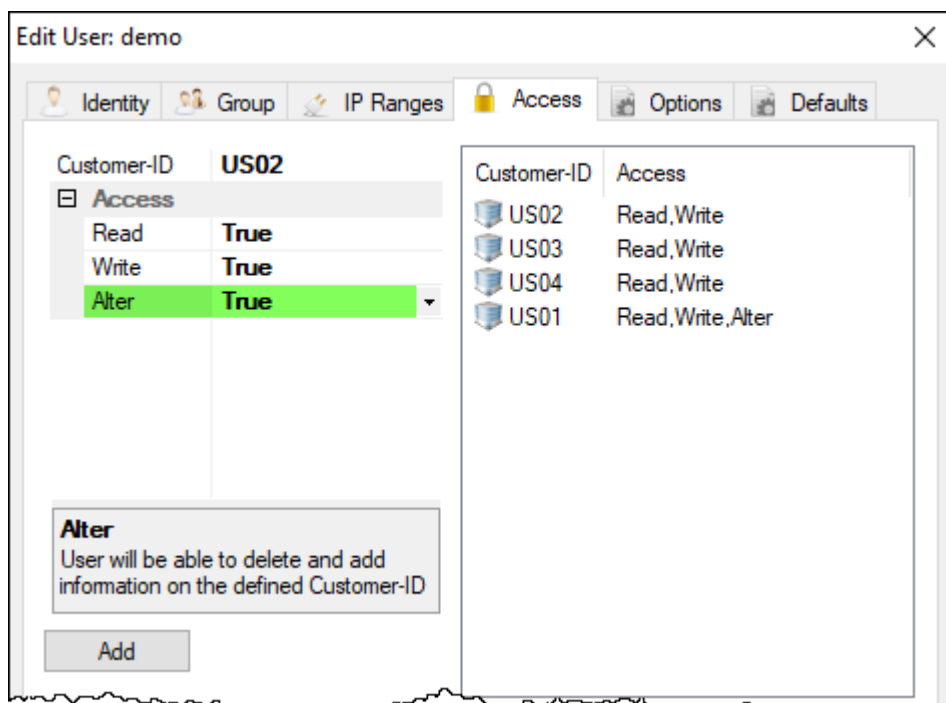 Edit User: demo
Identity Group IP Ranges Access Options Defaults
Customer-ID US02
Access
Read True
Write True
Alter True
Alter
User will be able to delete and add
information on the defined Customer-ID
Add
Customer-ID Access
US02 Read,Write
US03 Read,Write
US04 Read,Write
US01 Read,Write,Alter